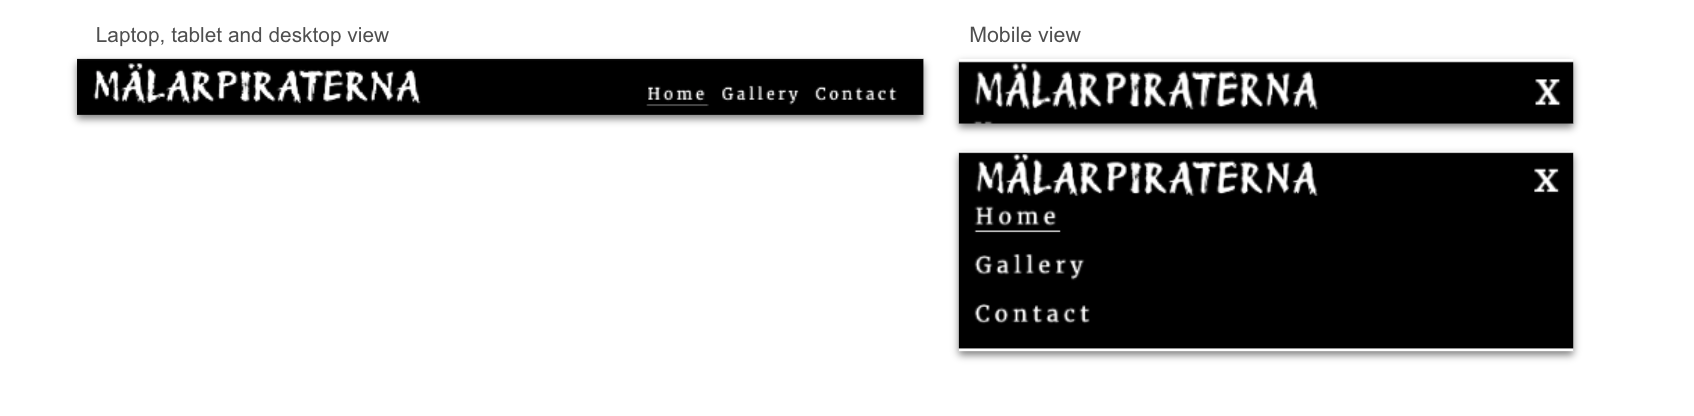 Laptop, tablet and desktop view
MÄLARPIRATERNA
Home Gallery Contact
Mobile view
MÄLARPIRATERNA X
MÄLARPIRATERNA X
Home
Gallery
Contact